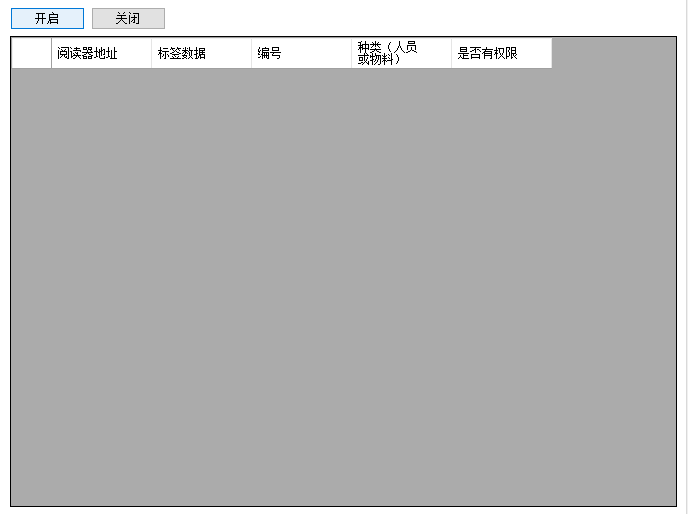 开启 关闭
阅读器地址 标签数据 编号 种类（人员 是否有权限
或物料）